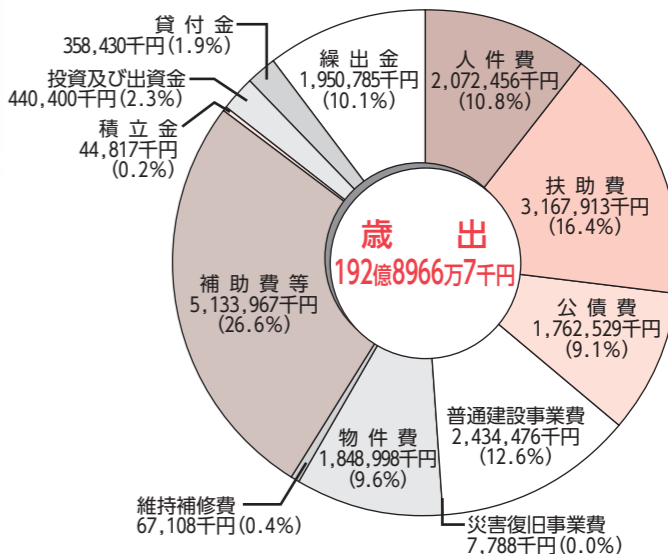 歳出
192億8966万7千円
人件費
2,072,456千円
(10.8%)
扶助費
3,167,913千円
(16.4%)
公債費
1,762,529千円
(9.1%)
普通建設事業費
2,434,476千円
(12.6%)
災害復旧事業費
7,788千円(0.0%)
物件費
1,848,998千円
(9.6%)
維持補修費
67,108千円(0.4%)
補助費等
5,133,967千円
(26.6%)
積立金
44,817千円
(0.2%)
投資及び出資金
440,400千円(2.3%)
貸付金
358,430千円(1.9%)
繰出金
1,950,785千円
(10.1%)